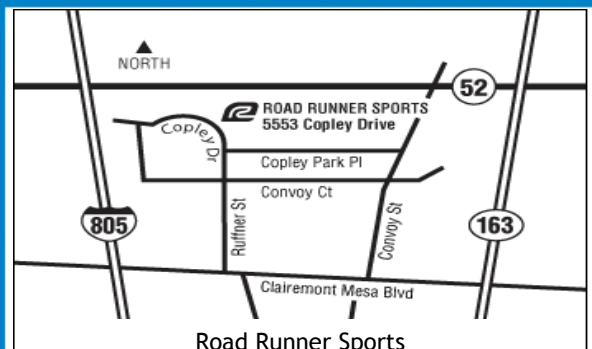 NORTH
52
ROAD RUNNER SPORTS
5553 Copley Drive
Copley Dr
Copley Park Pl
Convoy Ct
805
Ruffner St
Convoy St
163
Clairemont Mesa Blvd
Road Runner Sports